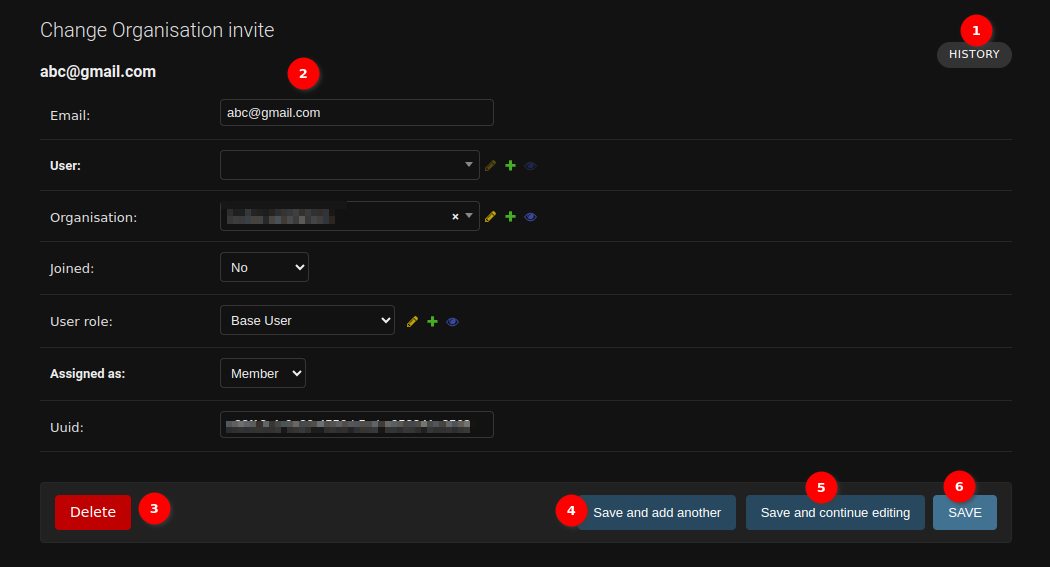 Change Organisation invite
1
HISTORY
abc@gmail.com
2
Email:
abc@gmail.com
User:
Organisation:
×
Joined:
No
User role:
Base User
Assigned as:
Member
Uuid:
Delete
3
4
Save and add another
5
Save and continue editing
6
SAVE